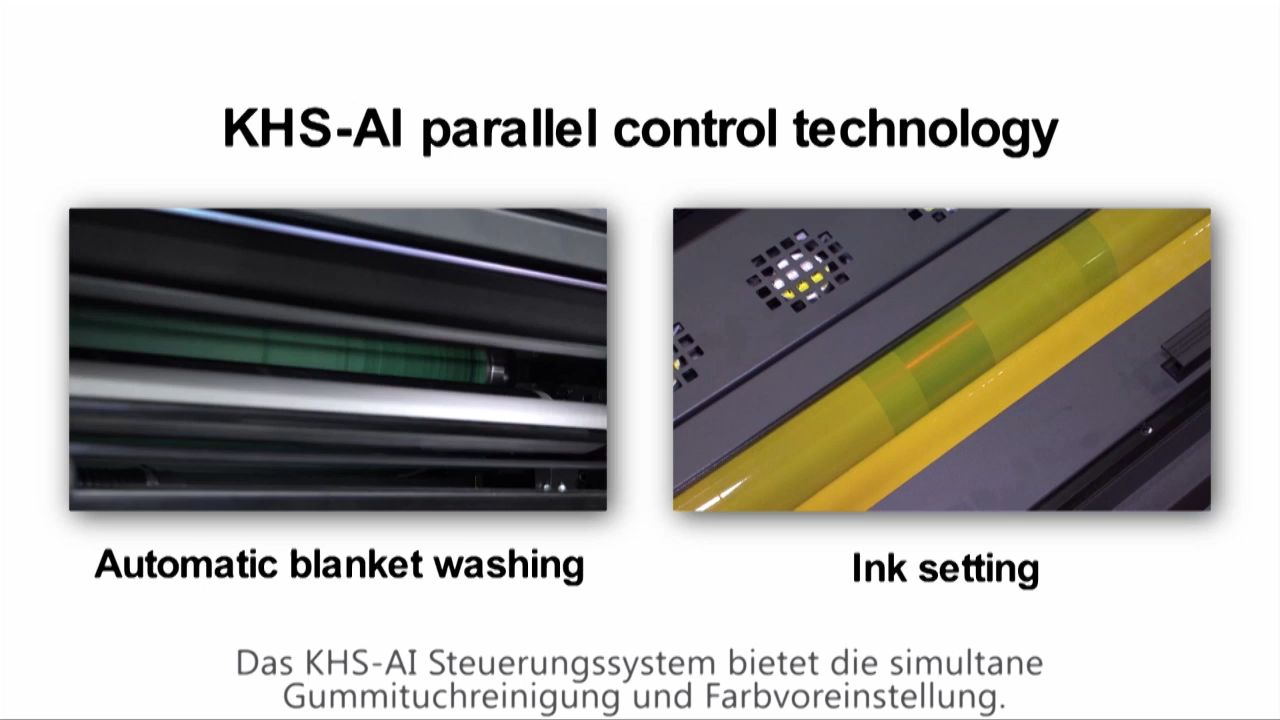 KHS-AI parallel control technology
Automatic blanket washing
Ink setting
Das KHS-AI Steuerungssystem bietet die simultane
Gummituchreinigung und Farbvoreinstellung.